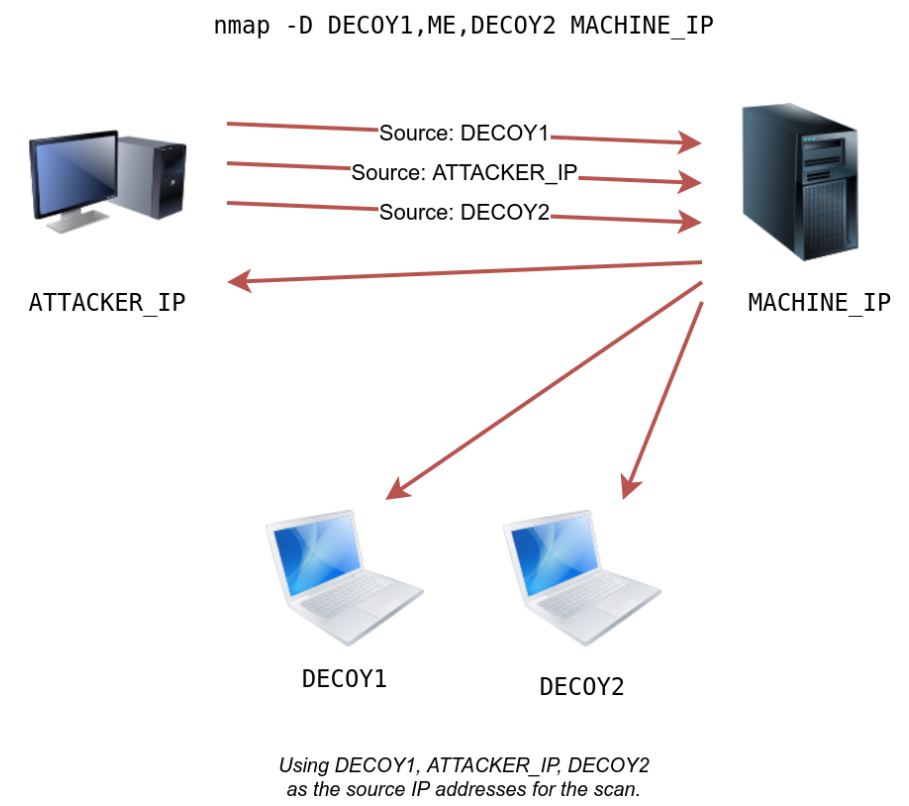 nmap -D DECOY1,ME,DECOY2 MACHINE_IP
Source: DECOY1
Source: ATTACKER_IP
Source: DECOY2
ATTACKER_IP
MACHINE_IP
DECOY1
DECOY2
Using DECOY1, ATTACKER_IP, DECOY2
as the source IP addresses for the scan.